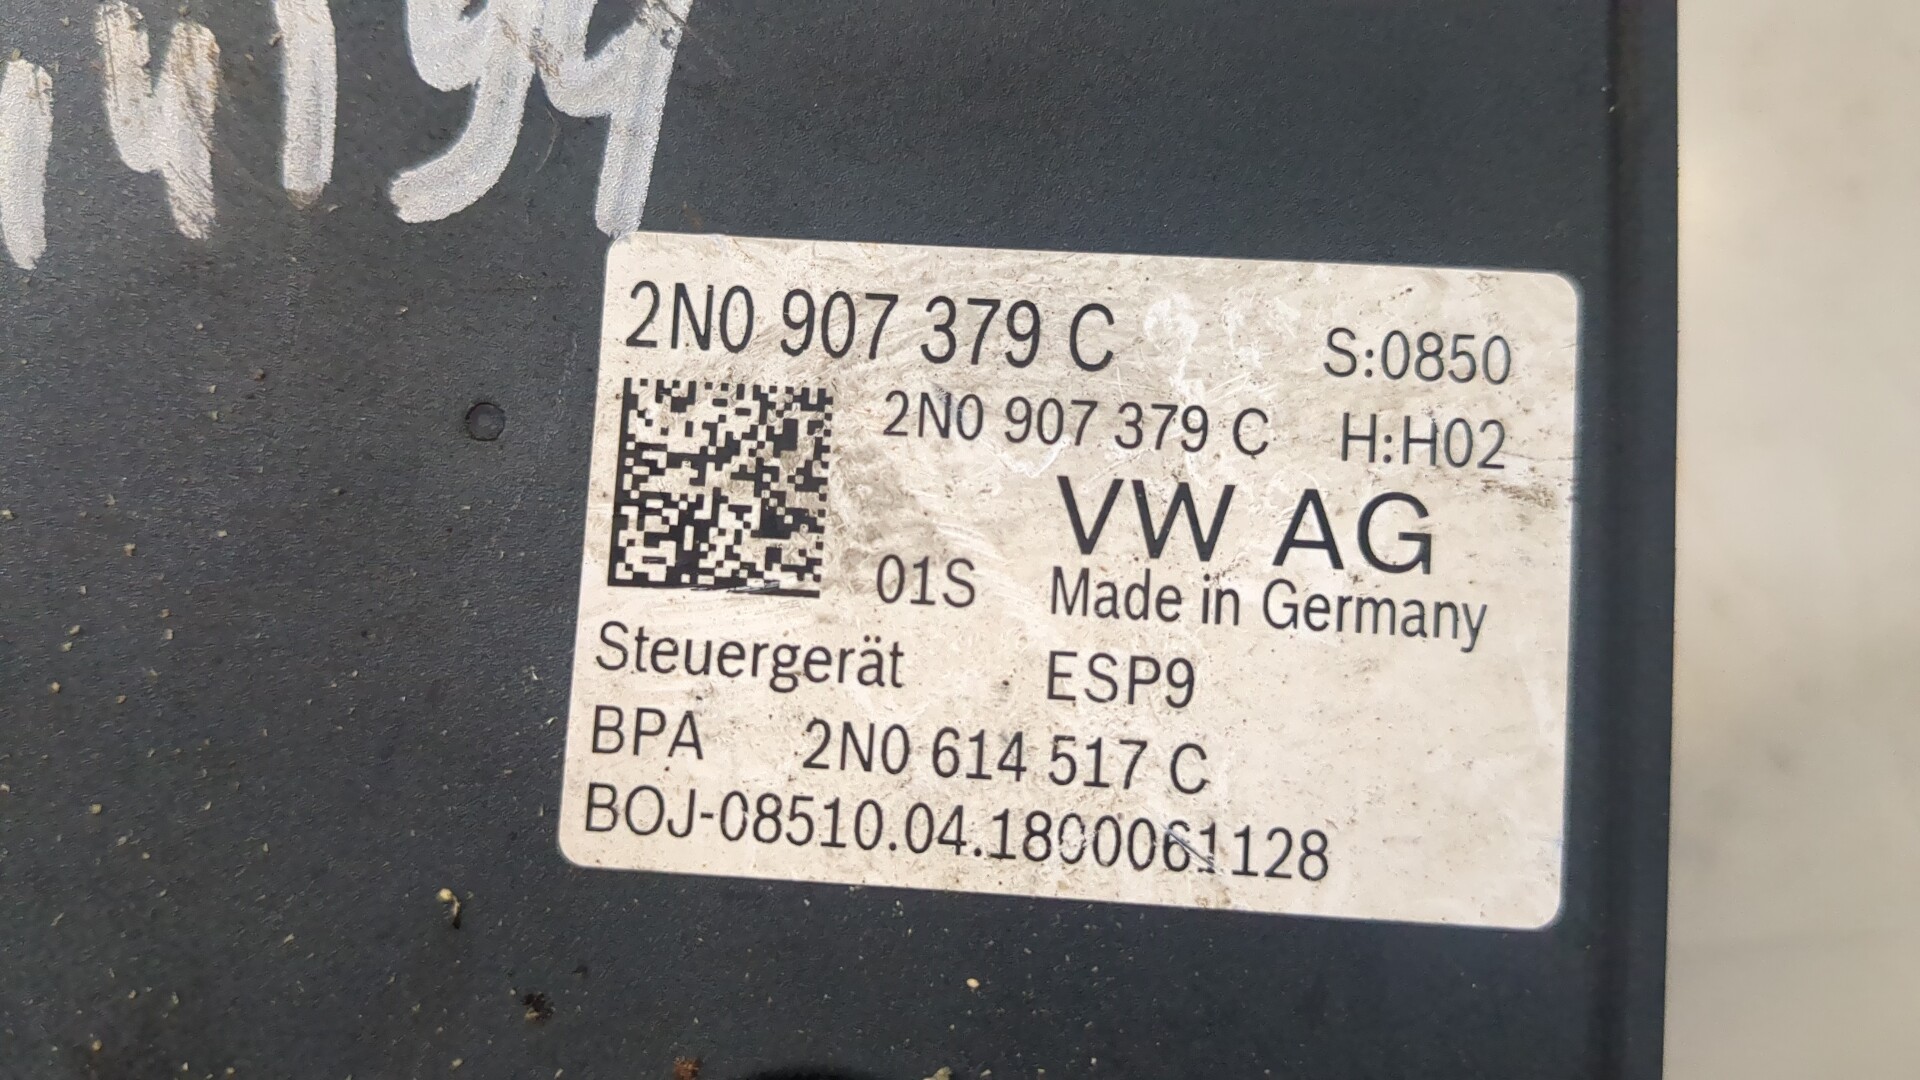 2N0 907 379 C S:0850
2N0 907 379 C H:H02
VW AG
01S Made in Germany
Steuergerät ESP9
BPA 2N0 614 517 C
BOJ-08510.04.1800061128